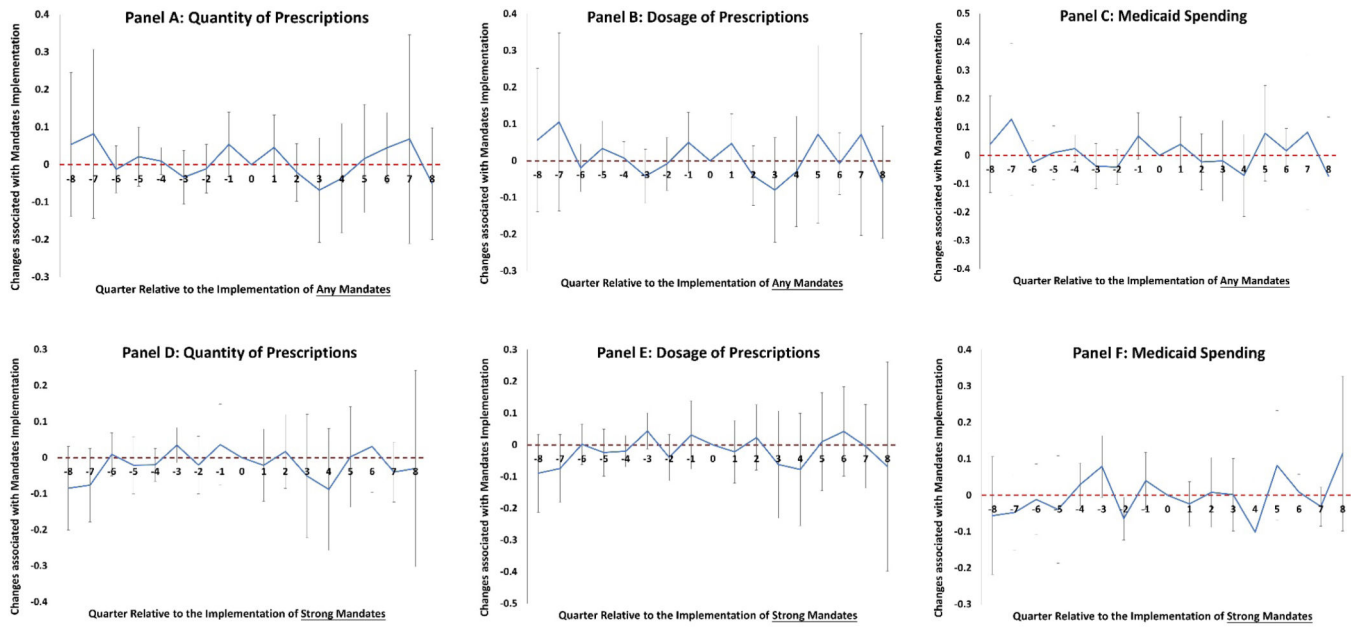 Panel A: Quantity of Prescriptions
Changes associated with Mandates Implementation
0.4
0.3
0.2
0.1
0
-0.1
-0.2
-0.3
-8 -7 -6 -5 -4 -3 -2 -1 0 1 2 3 4 5 6 7 8
Quarter Relative to the Implementation of Any Mandates
Panel B: Dosage of Prescriptions
Changes associated with Mandates Implementation
0.4
0.3
0.2
0.1
0
-0.1
-0.2
-0.3
-8 -7 -6 -5 -4 -3 -2 -1 0 1 2 3 4 5 6 7 8
Quarter Relative to the Implementation of Any Mandates
Panel C: Medicaid Spending
Changes associated with Mandates Implementation
0.5
0.4
0.3
0.2
0.1
0
-0.1
-0.2
-0.3
-0.4
-8 -7 -6 -5 -4 -3 -2 -1 0 1 2 3 4 5 6 7 8
Quarter Relative to the Implementation of Any Mandates
Panel D: Quantity of Prescriptions
Changes associated with Mandates Implementation
0.3
0.2
0.1
0
-0.1
-0.2
-0.3
-0.4
-8 -7 -6 -5 -4 -3 -2 -1 0 1 2 3 4 5 6 7 8
Quarter Relative to the Implementation of Strong Mandates
Panel E: Dosage of Prescriptions
Changes associated with Mandates Implementation
0.3
0.2
0.1
0
-0.1
-0.2
-0.3
-0.4
-0.5
-8 -7 -6 -5 -4 -3 -2 -1 0 1 2 3 4 5 6 7 8
Quarter Relative to the Implementation of Strong Mandates
Panel F: Medicaid Spending
Changes associated with Mandates Implementation
0.4
0.3
0.2
0.1
0
-0.1
-0.2
-0.3
-8 -7 -6 -5 -4 -3 -2 -1 0 1 2 3 4 5 6 7 8
Quarter Relative to the Implementation of Strong Mandates